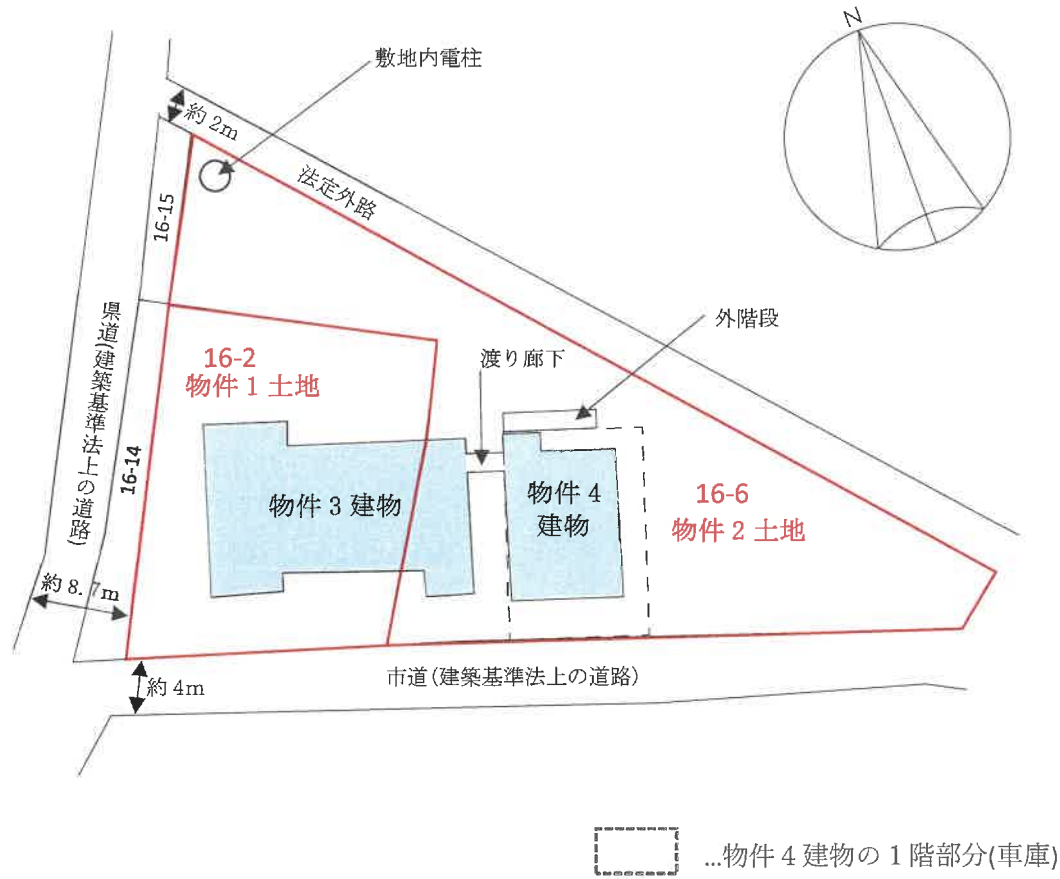 N
敷地内電柱
約2m
法定外路
16-15
外階段
県道(建築基準法上の道路)
渡り廊下
16-2
物件1土地
16-14
物件3建物
物件4
建物
16-6
物件2土地
約8.7m
市道(建築基準法上の道路)
約4m
...物件4建物の1階部分(車庫)